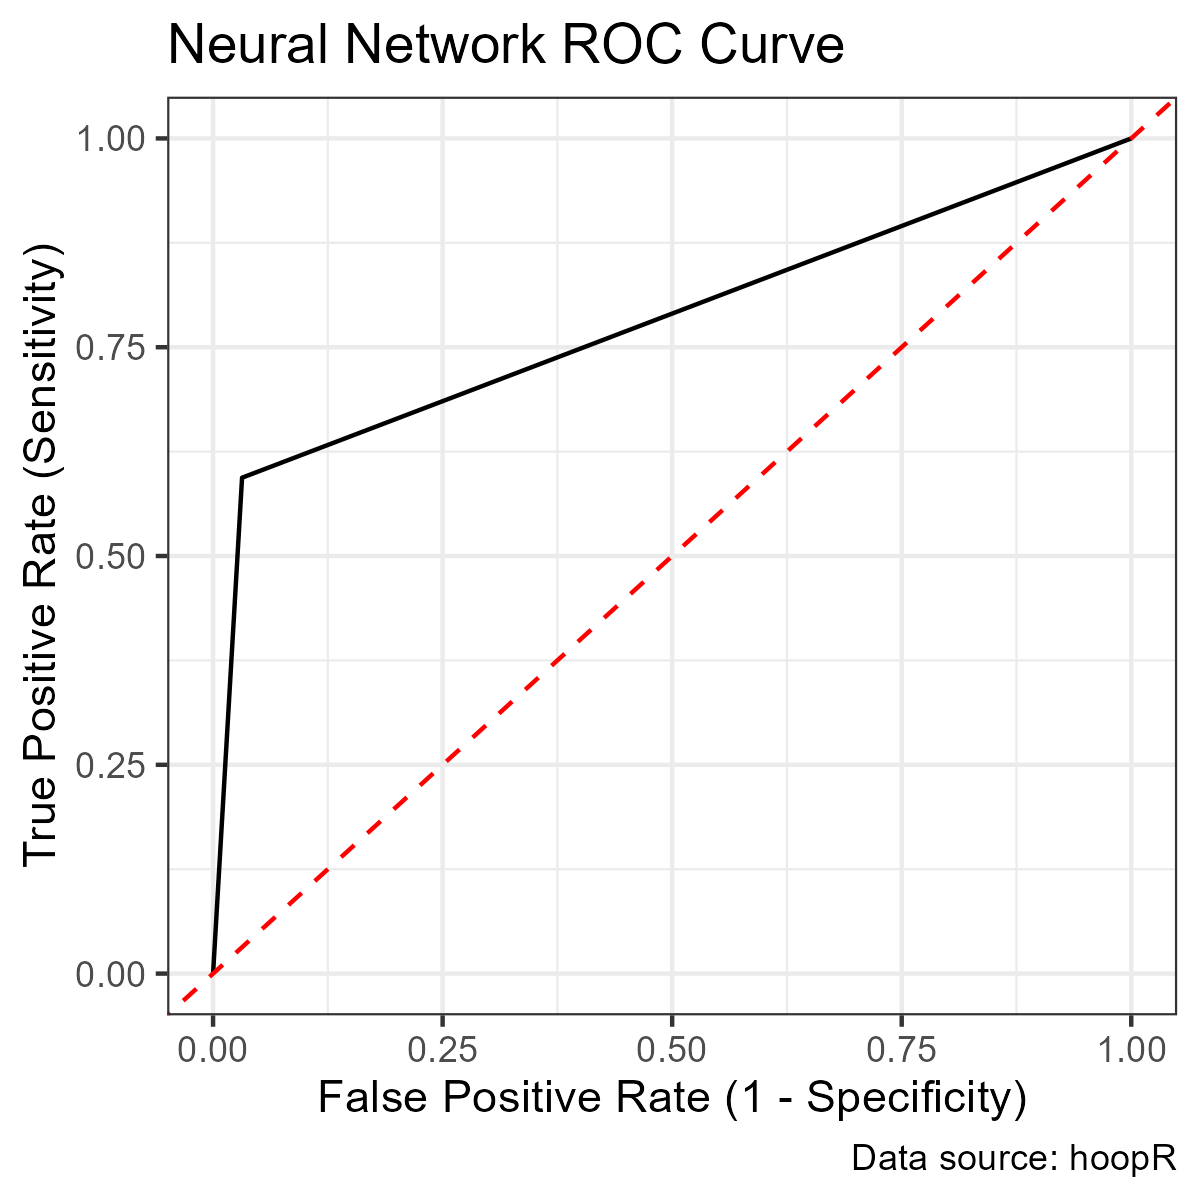 Neural Network ROC Curve
True Positive Rate (Sensitivity)
1.00
0.75
0.50
0.25
0.00
0.00 0.25 0.50 0.75 1.00
False Positive Rate (1 - Specificity)
Data source: hoopR